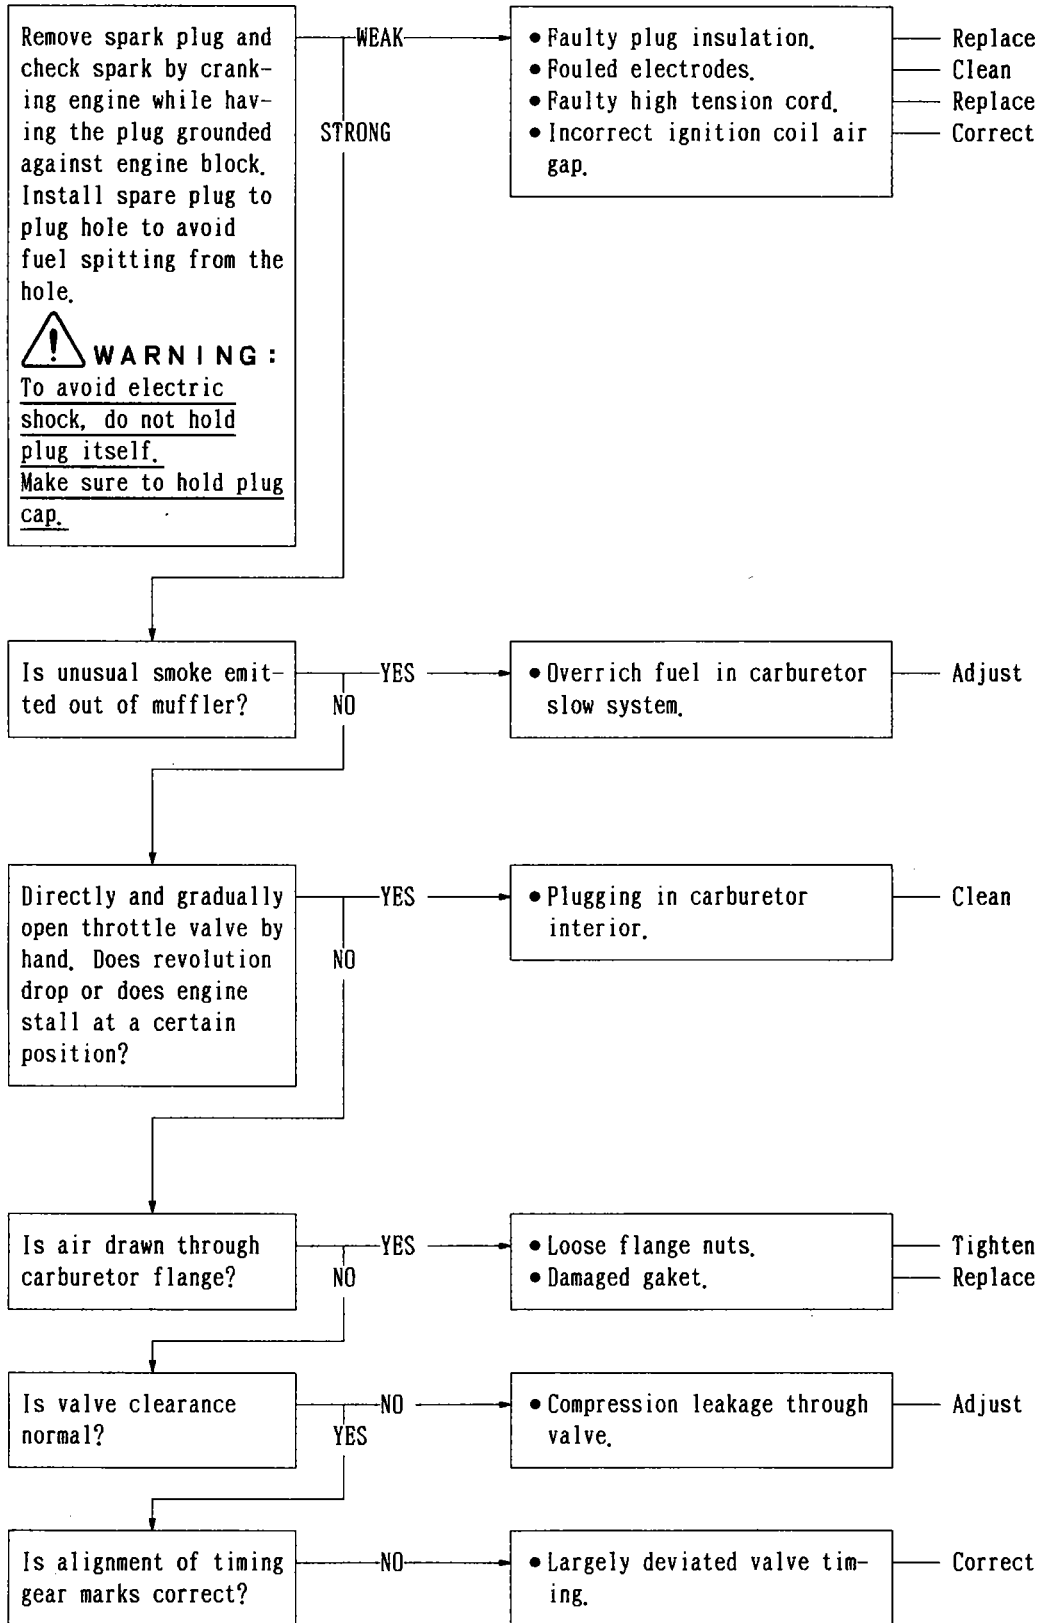 Remove spark plug and
check spark by crank-
ing engine while hav-
ing the plug grounded
against engine block.
Install spare plug to
plug hole to avoid
fuel spitting from the
hole.
WARNING:
To avoid electric
shock, do not hold
plug itself.
Make sure to hold plug
cap.
WEAK
STRONG
• Faulty plug insulation.
• Fouled electrodes.
• Faulty high tension cord.
• Incorrect ignition coil air
gap.
Replace
Clean
Replace
Correct
Is unusual smoke emit-
ted out of muffler?
YES
NO
• Overrich fuel in carburetor
slow system.
Adjust
Directly and gradually
open throttle valve by
hand. Does revolution
drop or does engine
stall at a certain
position?
YES
NO
• Plugging in carburetor
interior.
Clean
Is air drawn through
carburetor flange?
YES
NO
• Loose flange nuts.
• Damaged gaket.
Tighten
Replace
Is valve clearance
normal?
NO
YES
• Compression leakage through
valve.
Adjust
Is alignment of timing
gear marks correct?
NO
• Largely deviated valve tim-
ing.
Correct